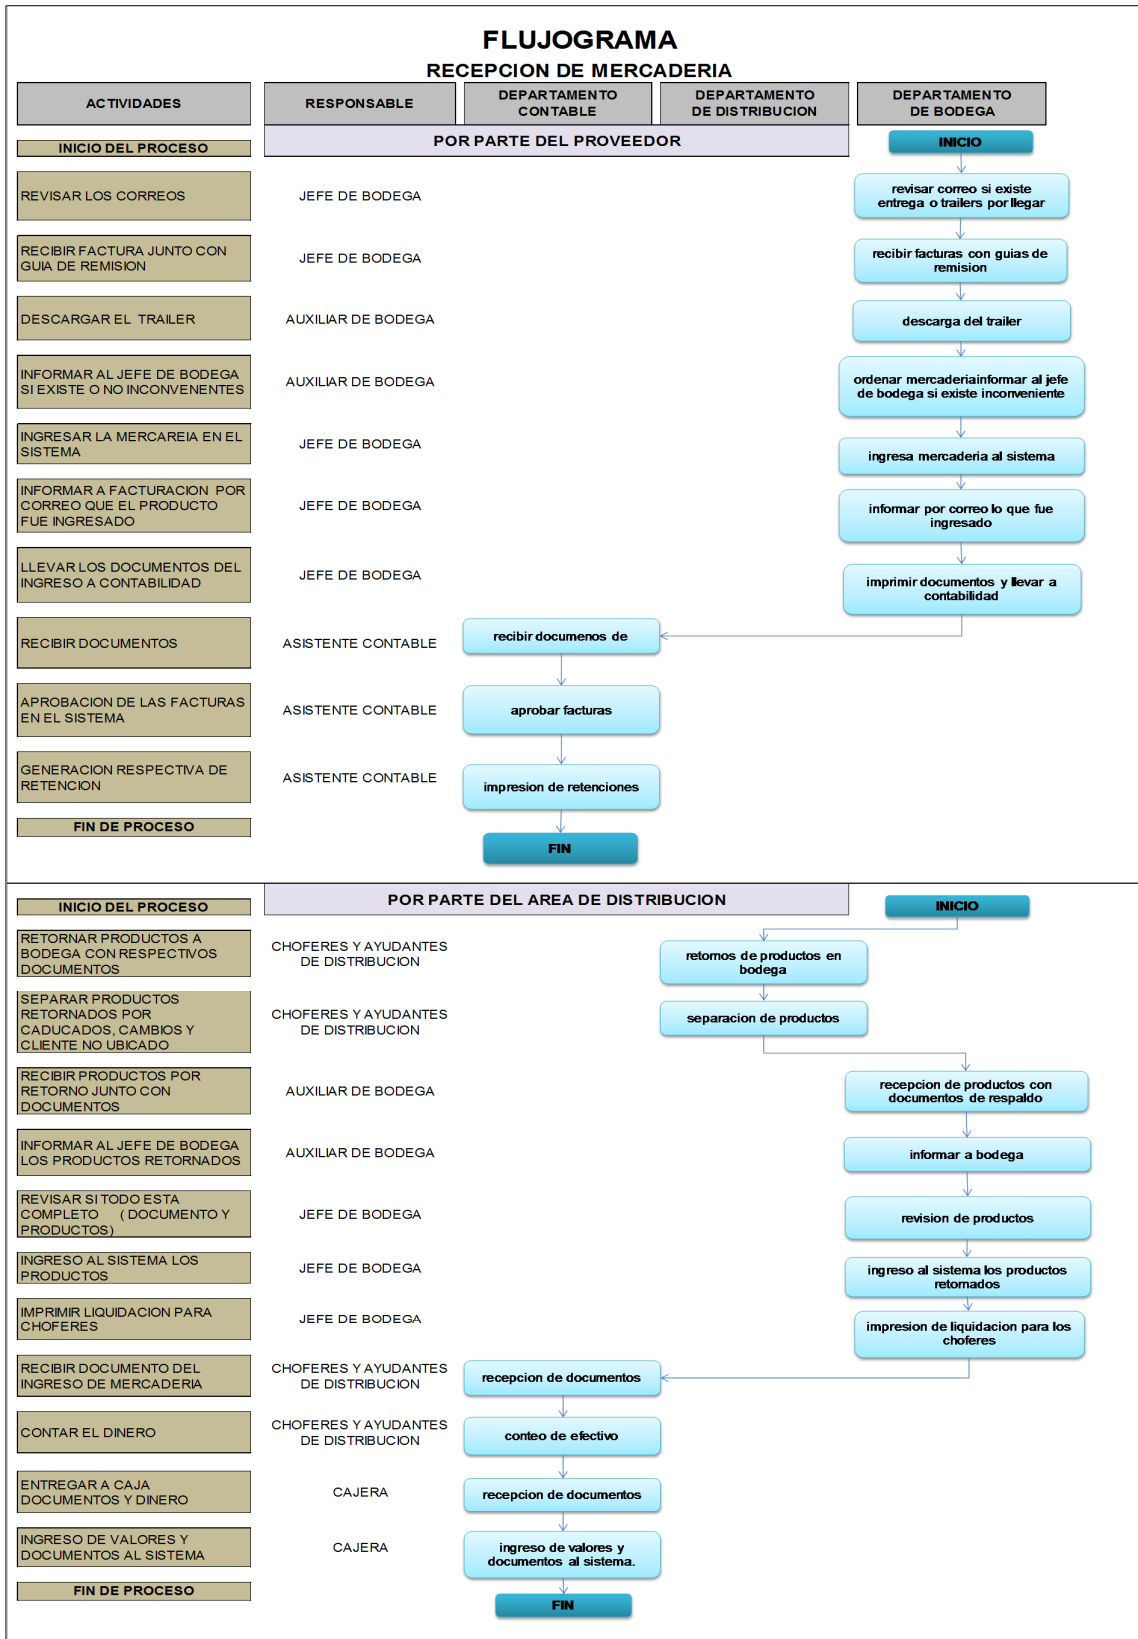 FLUJOGRAMA
RECEPCION DE MERCADERIA
ACTIVIDADES
RESPONSABLE
DEPARTAMENTO
CONTABLE
DEPARTAMENTO
DE DISTRIBUCION
DEPARTAMENTO
DE BODEGA
INICIO DEL PROCESO
POR PARTE DEL PROVEEDOR
INICIO
REVISAR LOS CORREOS
JEFE DE BODEGA
revisar correo si existe
entrega o trailers por llegar
RECIBIR FACTURA JUNTO CON
GUIA DE REMISION
JEFE DE BODEGA
recibir facturas con guias de
remision
DESCARGAR EL TRAILER
AUXILIAR DE BODEGA
descarga del trailer
INFORMAR AL JEFE DE BODEGA
SI EXISTE O NO INCONVENENTES
AUXILIAR DE BODEGA
ordenar mercaderiainformar al jefe
de bodega si existe inconveniente
INGRESAR LA MERCAREIA EN EL
SISTEMA
JEFE DE BODEGA
ingresa mercaderia al sistema
INFORMAR A FACTURACION POR
CORREO QUE EL PRODUCTO
FUE INGRESADO
JEFE DE BODEGA
informar por correo lo que fue
ingresado
LLEVAR LOS DOCUMENTOS DEL
INGRESO A CONTABILIDAD
JEFE DE BODEGA
imprimir documentos y llevar a
contabilidad
RECIBIR DOCUMENTOS
ASISTENTE CONTABLE
recibir documenos de
APROBACION DE LAS FACTURAS
EN EL SISTEMA
ASISTENTE CONTABLE
aprobar facturas
GENERACION RESPECTIVA DE
RETENCION
ASISTENTE CONTABLE
impresion de retenciones
FIN DE PROCESO
FIN
INICIO DEL PROCESO
POR PARTE DEL AREA DE DISTRIBUCION
INICIO
RETORNAR PRODUCTOS A
BODEGA CON RESPECTIVOS
DOCUMENTOS
CHOFERES Y AYUDANTES
DE DISTRIBUCION
retornos de productos en
bodega
SEPARAR PRODUCTOS
RETORNADOS POR
CADUCADOS, CAMBIOS Y
CLIENTE NO UBICADO
CHOFERES Y AYUDANTES
DE DISTRIBUCION
separacion de productos
RECIBIR PRODUCTOS POR
RETORNO JUNTO CON
DOCUMENTOS
AUXILIAR DE BODEGA
recepcion de productos con
documentos de respaldo
INFORMAR AL JEFE DE BODEGA
LOS PRODUCTOS RETORNADOS
AUXILIAR DE BODEGA
informar a bodega
REVISAR SI TODO ESTA
COMPLETO ( DOCUMENTO Y
PRODUCTOS)
JEFE DE BODEGA
revision de productos
INGRESO AL SISTEMA LOS
PRODUCTOS
JEFE DE BODEGA
ingreso al sistema los productos
retornados
IMPRIMIR LIQUIDACION PARA
CHOFERES
JEFE DE BODEGA
impresion de liquidacion para los
choferes
RECIBIR DOCUMENTO DEL
INGRESO DE MERCADERIA
CHOFERES Y AYUDANTES
DE DISTRIBUCION
recepcion de documentos
CONTAR EL DINERO
CHOFERES Y AYUDANTES
DE DISTRIBUCION
conteo de efectivo
ENTREGAR A CAJA
DOCUMENTOS Y DINERO
CAJERA
recepcion de documentos
INGRESO DE VALORES Y
DOCUMENTOS AL SISTEMA
CAJERA
ingreso de valores y
documentos al sistema.
FIN DE PROCESO
FIN